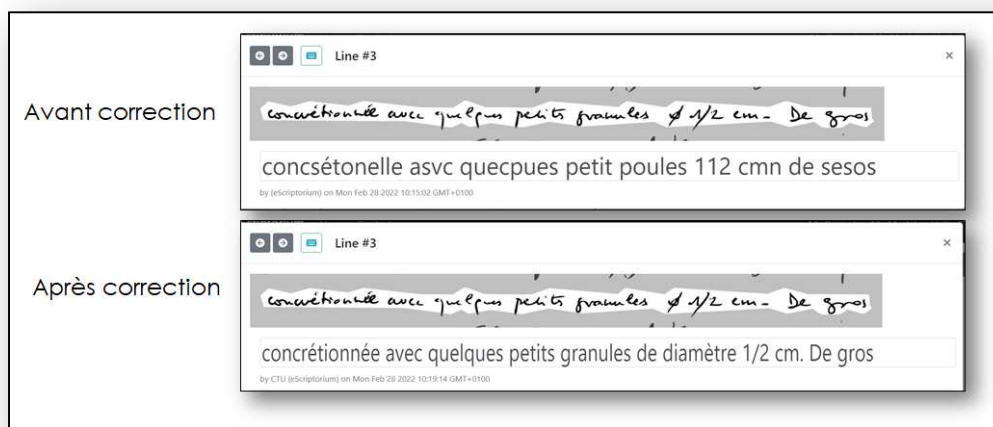 Avant correction
Line #3
×
concrétionnée avec quelques petits granules ∅ 1/2 cm - De gros
concsétonelle asvc quecpues petit poules 112 cmn de sesos
by (eScriptorium) on Mon Feb 28 2022 10:15:02 GMT+0100
Après correction
Line #3
×
concrétionnée avec quelques petits granules ∅ 1/2 cm - De gros
concrétionnée avec quelques petits granules de diamètre 1/2 cm. De gros
by CTU (eScriptorium) on Mon Feb 28 2022 10:19:14 GMT+0100